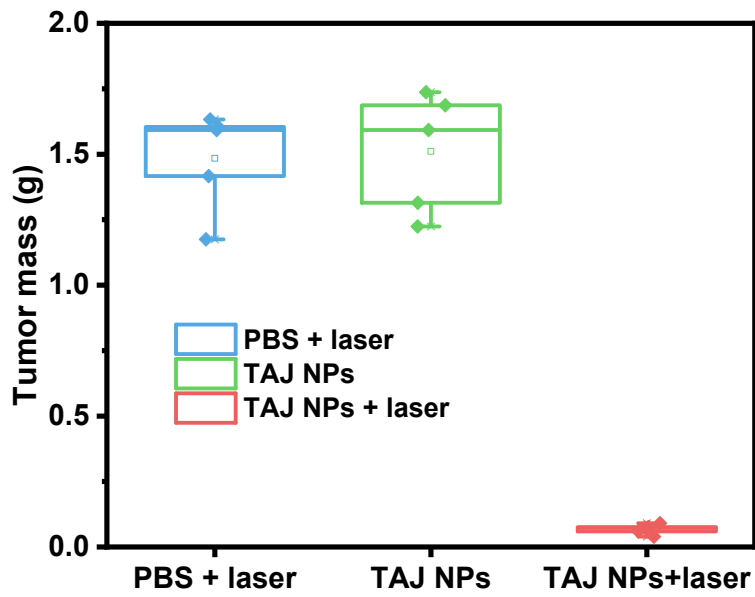 2.0
1.5
1.0
0.5
0.0
Tumor mass (g)
PBS + laser
TAJ NPs
TAJ NPs + laser
PBS + laser
TAJ NPs
TAJ NPs+laser